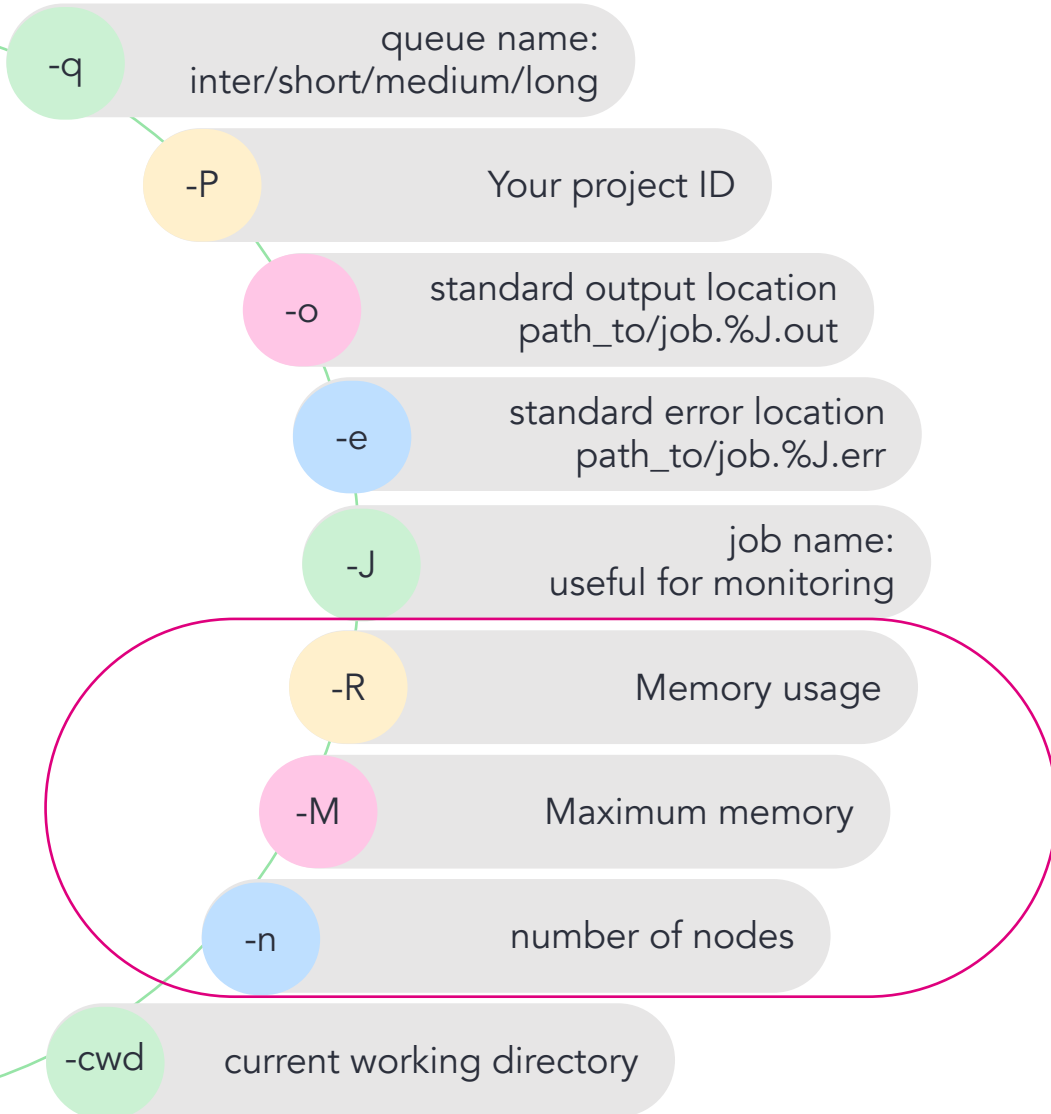 -q
queue name:
inter/short/medium/long
-P
Your project ID
-o
standard output location
path_to/job.%J.out
-e
standard error location
path_to/job.%J.err
-J
job name:
useful for monitoring
-R
Memory usage
-M
Maximum memory
-n
number of nodes
-cwd
current working directory